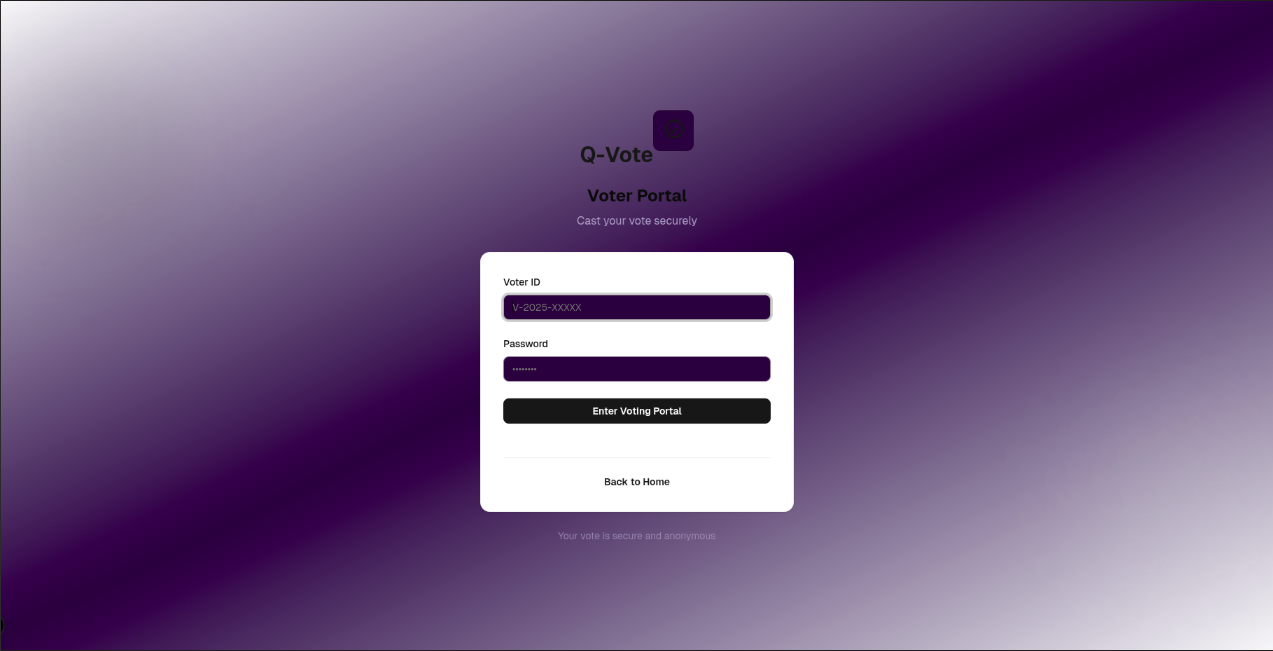 Q-Vote
Voter Portal
Cast your vote securely
Voter ID
V-2025-XXXXX
Password
••••••••
Enter Voting Portal
Back to Home
Your vote is secure and anonymous